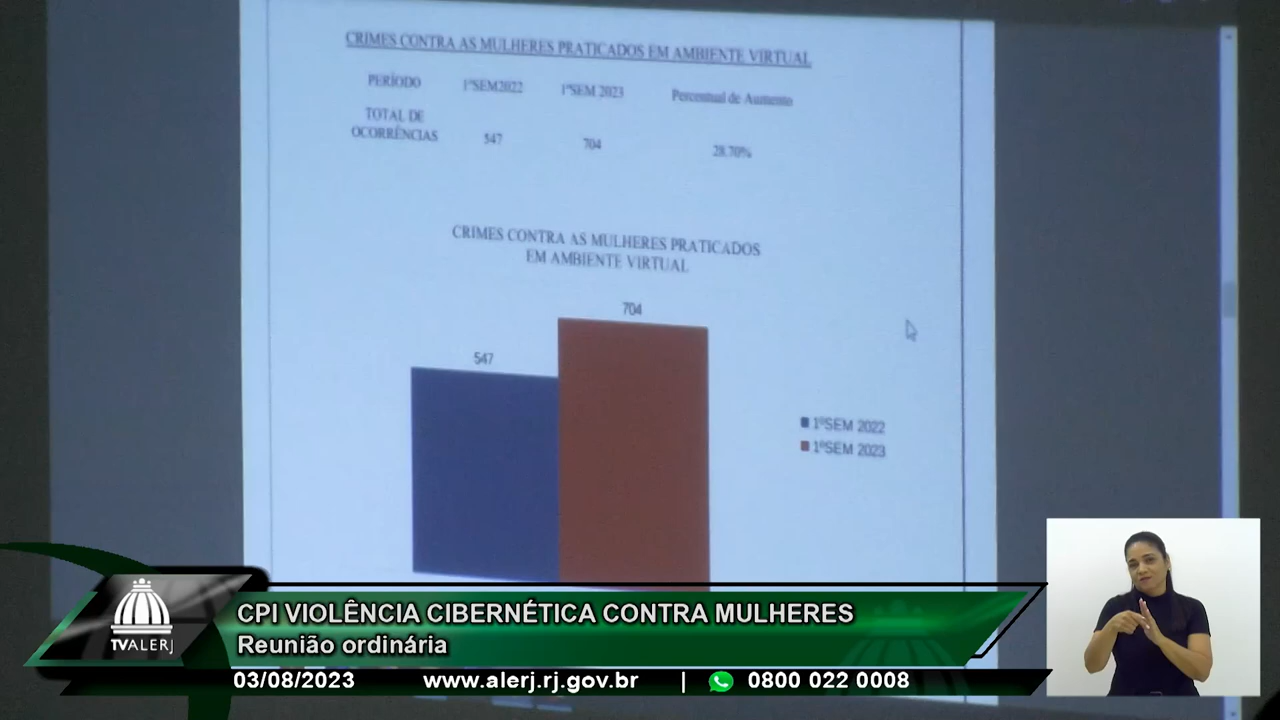 CRIMES CONTRA AS MULHERES PRATICADOS EM AMBIENTE VIRTUAL
PERÍODO 1ºSEM2022 1ºSEM 2023 Percentual de Aumento
TOTAL DE
OCORRÊNCIAS 547 704 28.70%
CRIMES CONTRA AS MULHERES PRATICADOS
EM AMBIENTE VIRTUAL
704
547
1ºSEM 2022
1ºSEM 2023
CPI VIOLÊNCIA CIBERNÉTICA CONTRA MULHERES
Reunião ordinária
TVALERJ
03/08/2023 www.alerj.rj.gov.br | 0800 022 0008